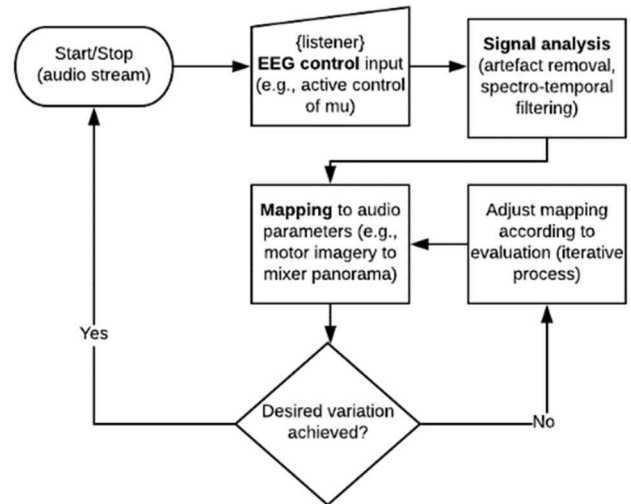 Start/Stop
(audio stream)
{listener}
EEG control input
(e.g., active control
of mu)
Signal analysis
(artefact removal,
spectro-temporal
filtering)
Mapping to audio
parameters (e.g.,
motor imagery to
mixer panorama)
Adjust mapping
according to
evaluation (iterative
process)
Yes
Desired variation
achieved?
No